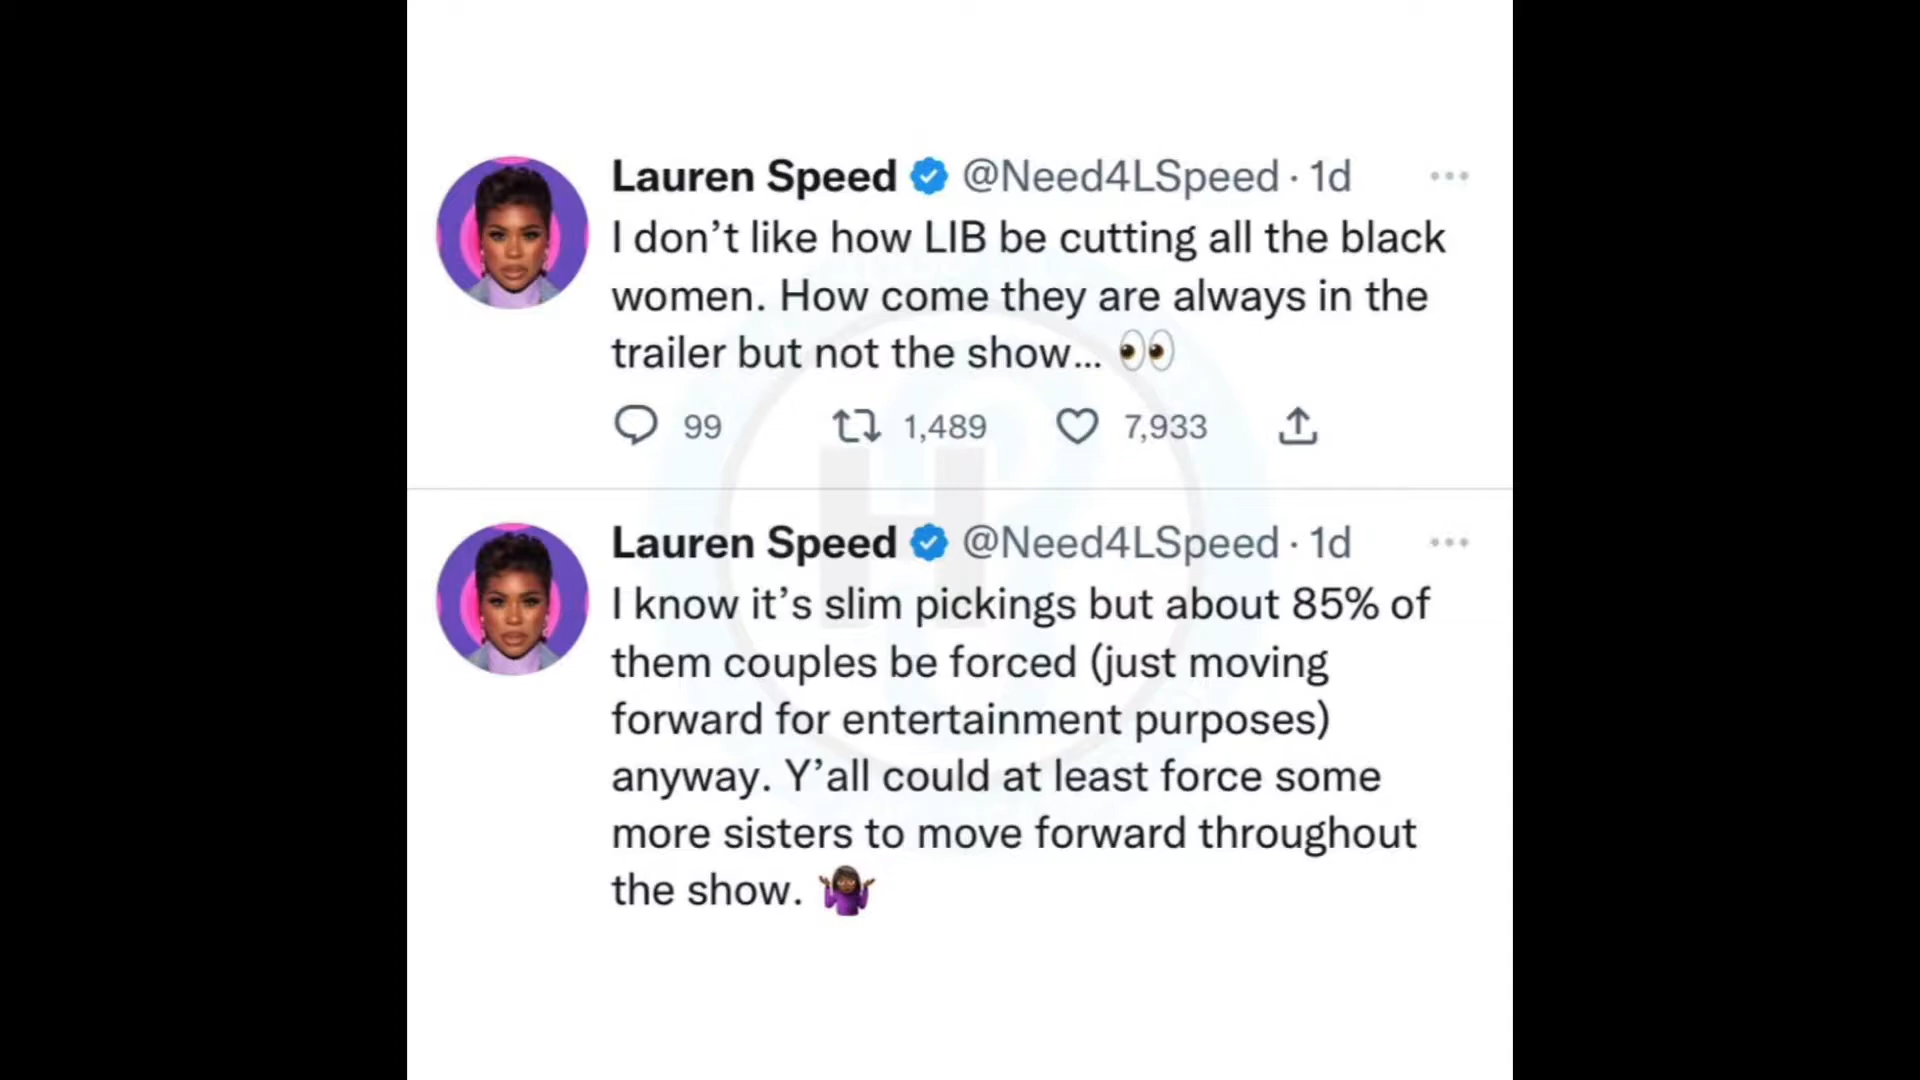 Lauren Speed @Need4LSpeed · 1d
I don’t like how LIB be cutting all the black
women. How come they are always in the
trailer but not the show... 👀
99 1,489 7,933
Lauren Speed @Need4LSpeed · 1d
I know it’s slim pickings but about 85% of
them couples be forced (just moving
forward for entertainment purposes)
anyway. Y’all could at least force some
more sisters to move forward throughout
the show. 🤷🏿‍♀️